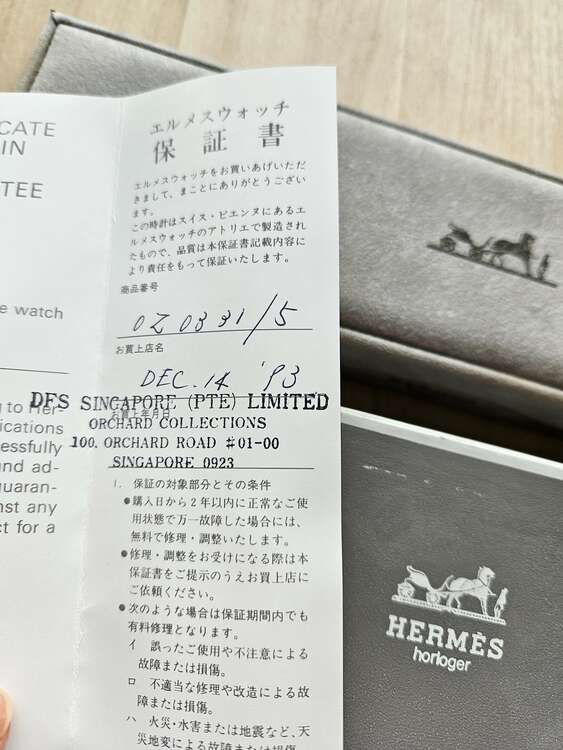 CATE
IN
TEE
e watch
g to Her-
ications
essfully
und ad-
guaran-
nst any
ct for a
エルメスウォッチ
保証書
エルメスウォッチをお買いあげいただ
きまして、まことにありがとうござい
ます。
この時計はスイス・ビエンヌにあるエ
ルメスウォッチのアトリエで製造され
たもので、品質は本保証書記載内容に
より責任をもって保証いたします。
商品番号
OZ 0331/5
お買上店名
DEC. 14 '93
DFS SINGAPORE (PTE) LIMITED
お買上年月日
ORCHARD COLLECTIONS
100. ORCHARD ROAD #01-00
SINGAPORE 0923
1. 保証の対象部分とその条件
●購入日から2年以内に正常なご使
用状態で万一故障した場合には、
無料で修理・調整いたします。
●修理・調整をお受けになる際は本
保証書をご提示のうえお買上店に
ご依頼ください。
●次のような場合は保証期間内でも
有料修理となります。
イ 誤ったご使用や不注意による
故障または損傷。
ロ 不適当な修理や改造による故
障または損傷。
ハ 火災・水害または地震など、天
災地変による故障または損傷。
HERMÈS
horloger